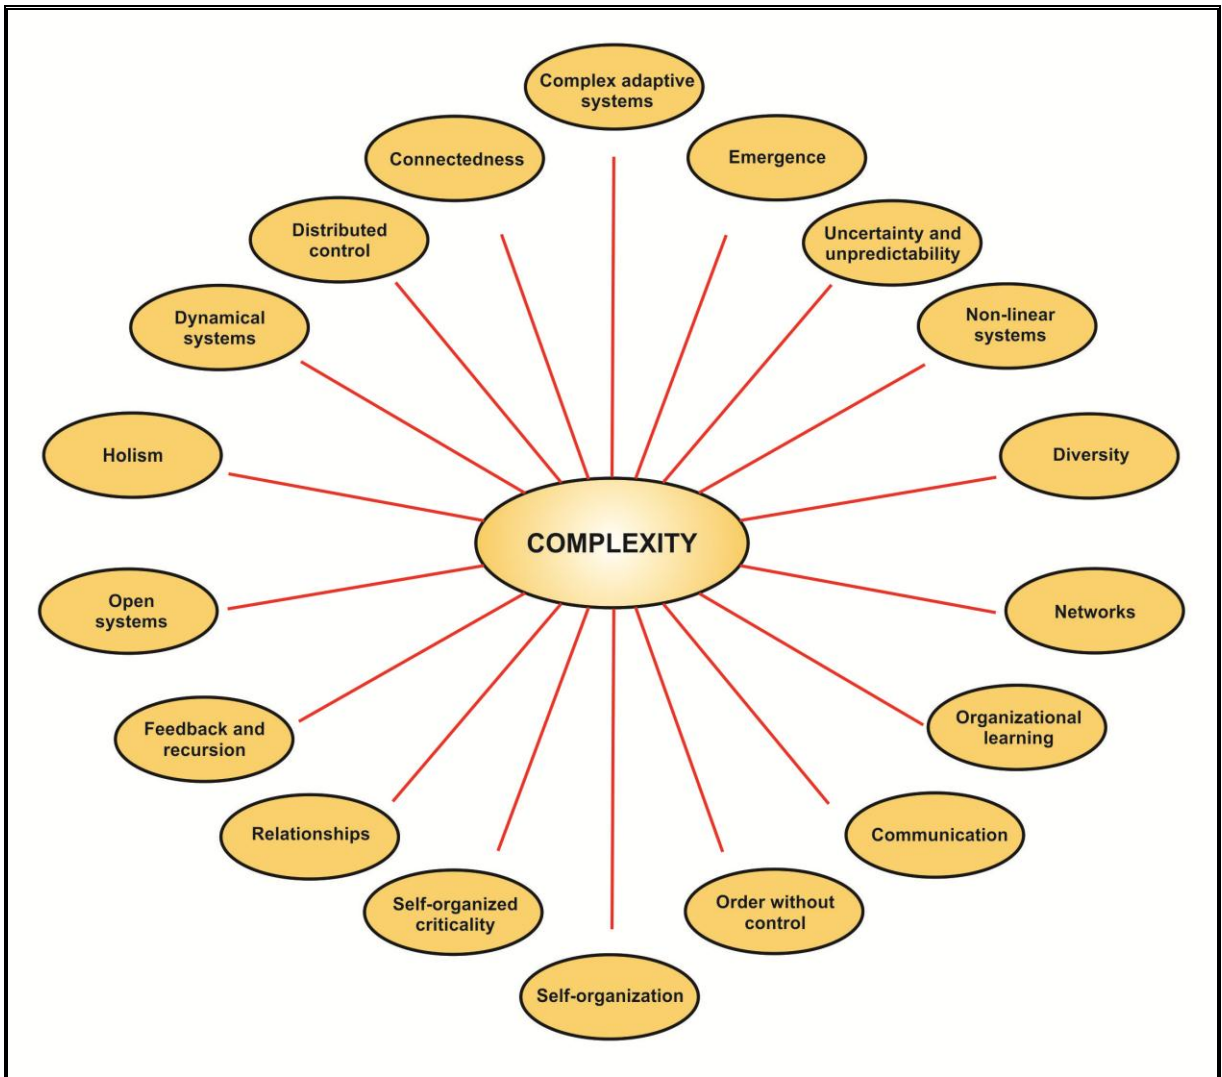 Complex adaptive
systems
Connectedness
Emergence
Distributed
control
Uncertainty and
unpredictability
Dynamical
systems
Non-linear
systems
Holism
Diversity
COMPLEXITY
Open
systems
Networks
Feedback and
recursion
Organizational
learning
Relationships
Communication
Self-organized
criticality
Order without
control
Self-organization